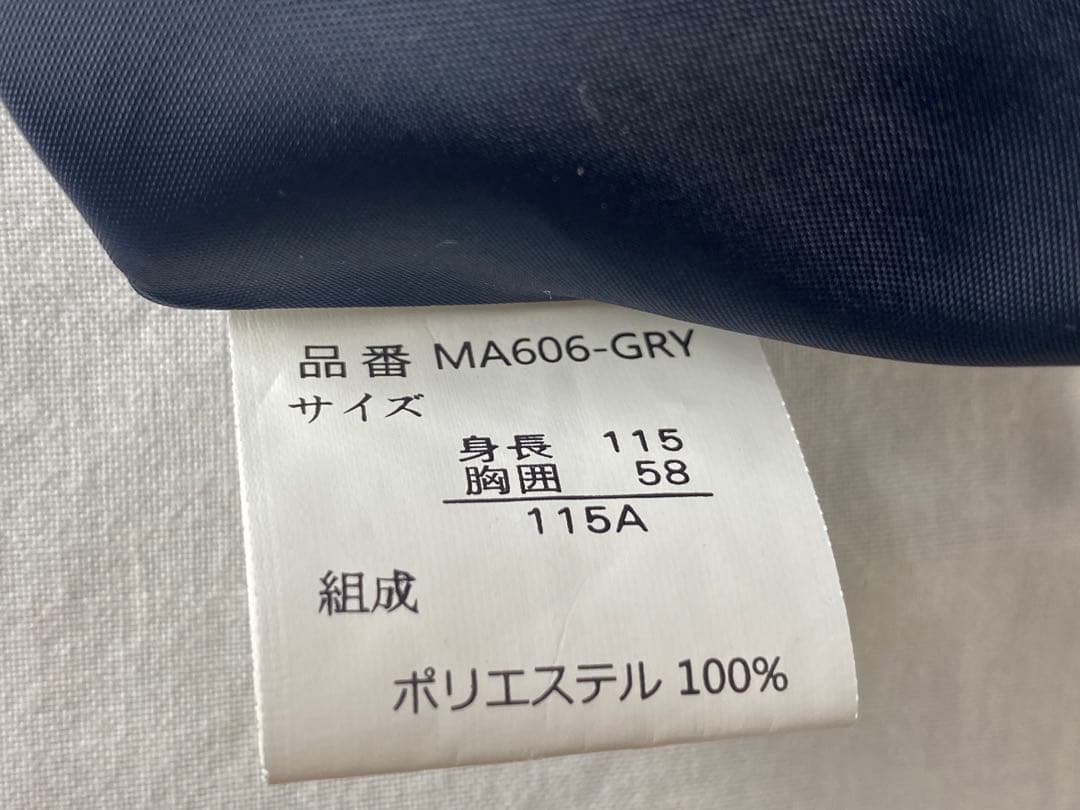 品番 MA606-GRY
サイズ
身長 115
胸囲 58
115A
組成
ポリエステル 100%